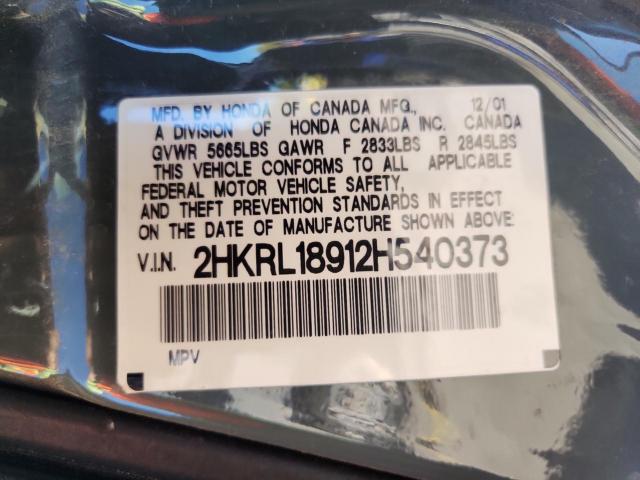 MFD. BY HONDA OF CANADA MFG., 12/01
A DIVISION OF HONDA CANADA INC. CANADA
GVWR 5665LBS GAWR F 2833LBS R 2845LBS
THIS VEHICLE CONFORMS TO ALL APPLICABLE
FEDERAL MOTOR VEHICLE SAFETY,
AND THEFT PREVENTION STANDARDS IN EFFECT
ON THE DATE OF MANUFACTURE SHOWN ABOVE
V.I.N. 2HKRL18912H540373
MPV